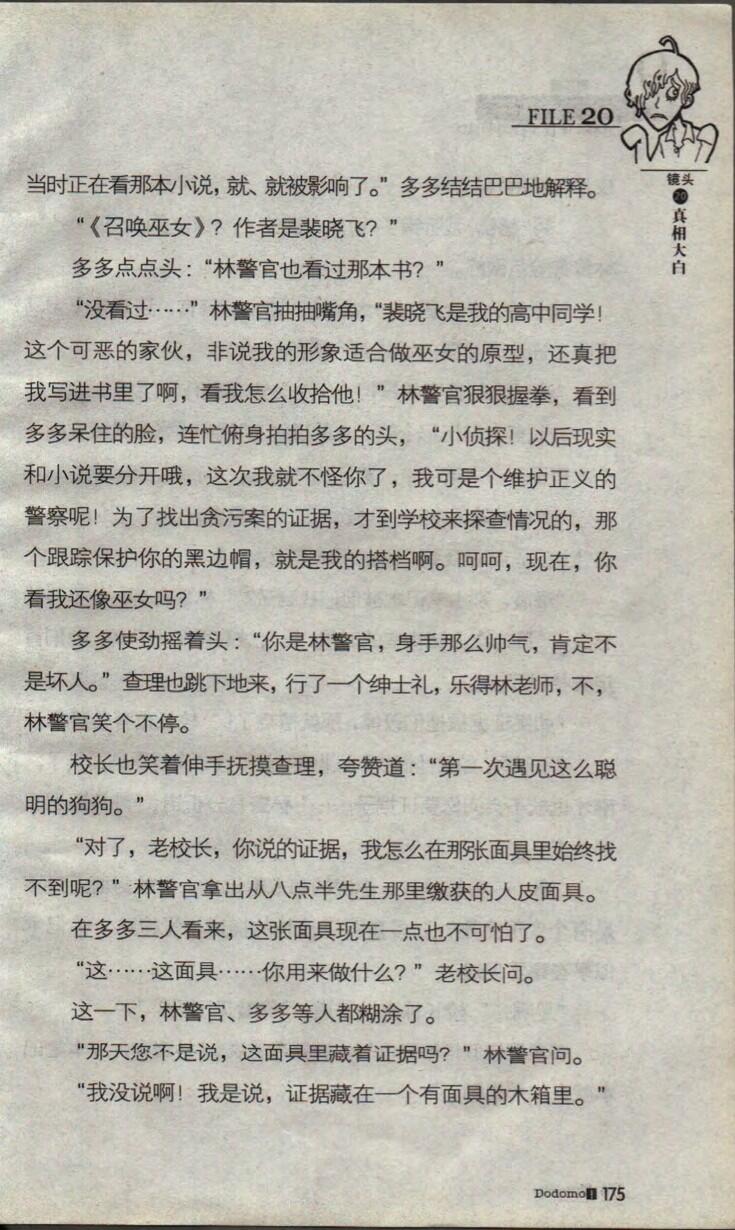 FILE 20
镜头
20
真相大白
当时正在看那本小说，就、就被影响了。”多多结结巴巴地解释。
“《召唤巫女》？作者是裴晓飞？”
多多点点头：“林警官也看过那本书？”
“没看过……”林警官抽抽嘴角，“裴晓飞是我的高中同学！
这个可恶的家伙，非说我的形象适合做巫女的原型，还真把
我写进书里了啊，看我怎么收拾他！”林警官狠狠握拳，看到
多多呆住的脸，连忙俯身拍拍多多的头，“小侦探！以后现实
和小说要分开哦，这次我就不怪你了，我可是个维护正义的
警察呢！为了找出贪污案的证据，才到学校来探查情况的，那
个跟踪保护你的黑边帽，就是我的搭档啊。呵呵，现在，你
看我还像巫女吗？”
多多使劲摇着头：“你是林警官，身手那么帅气，肯定不
是坏人。”查理也跳下地来，行了一个绅士礼，乐得林老师，不，
林警官笑个不停。
校长也笑着伸手抚摸查理，夸赞道：“第一次遇见这么聪
明的狗狗。”
“对了，老校长，你说的证据，我怎么在那张面具里始终找
不到呢？”林警官拿出从八点半先生那里缴获的人皮面具。
在多多三人看来，这张面具现在一点也不可怕了。
“这……这面具……你用来做什么？”老校长问。
这一下，林警官、多多等人都糊涂了。
“那天您不是说，这面具里藏着证据吗？”林警官问。
“我没说啊！我是说，证据藏在一个有面具的木箱里。”
Dodomo 1 175